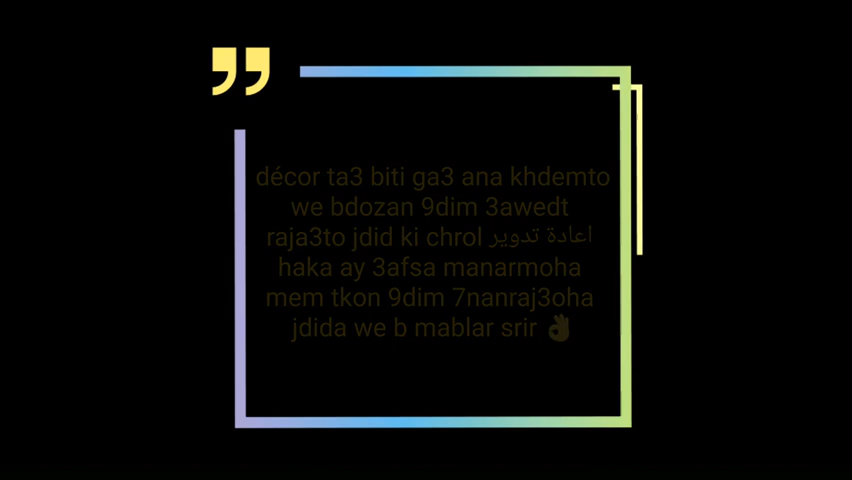 décor ta3 biti ga3 ana khdemto
we bdozan 9dim 3awedt
raja3to jdid ki chrol اعادة تدوير
haka ay 3afsa manarmoha
mem tkon 9dim 7nanraj3oha
jdida we b mablar srir 👌